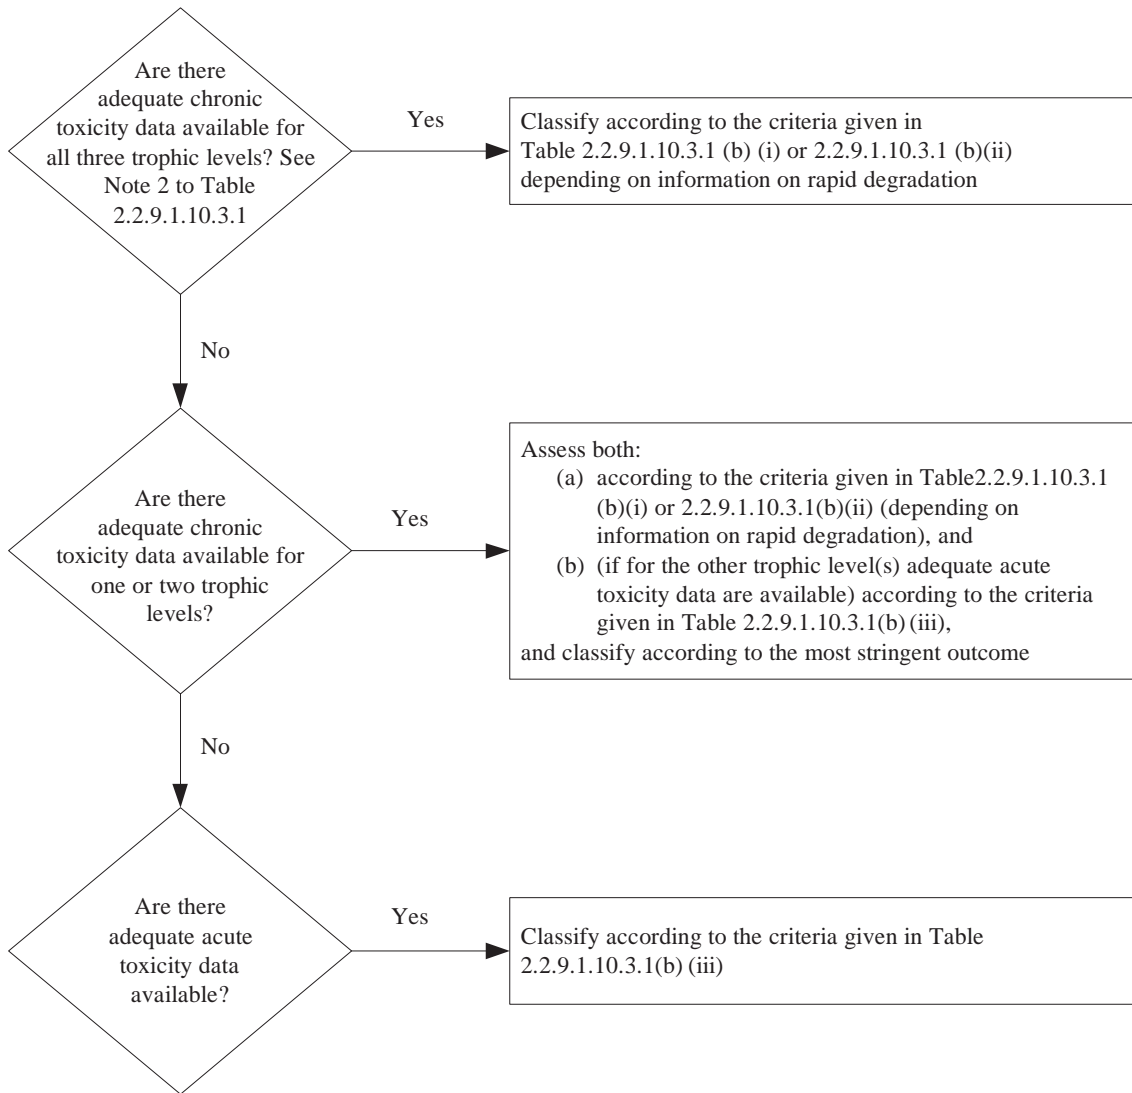 Are there
adequate chronic
toxicity data available for
all three trophic levels? See
Note 2 to Table
2.2.9.1.10.3.1
Yes
Classify according to the criteria given in
Table 2.2.9.1.10.3.1 (b) (i) or 2.2.9.1.10.3.1 (b)(ii)
depending on information on rapid degradation
No
Are there
adequate chronic
toxicity data available for
one or two trophic
levels?
Yes
Assess both:
(a) according to the criteria given in Table2.2.9.1.10.3.1
(b)(i) or 2.2.9.1.10.3.1(b)(ii) (depending on
information on rapid degradation), and
(b) (if for the other trophic level(s) adequate acute
toxicity data are available) according to the criteria
given in Table 2.2.9.1.10.3.1(b) (iii),
and classify according to the most stringent outcome
No
Are there
adequate acute
toxicity data
available?
Yes
Classify according to the criteria given in Table
2.2.9.1.10.3.1(b) (iii)